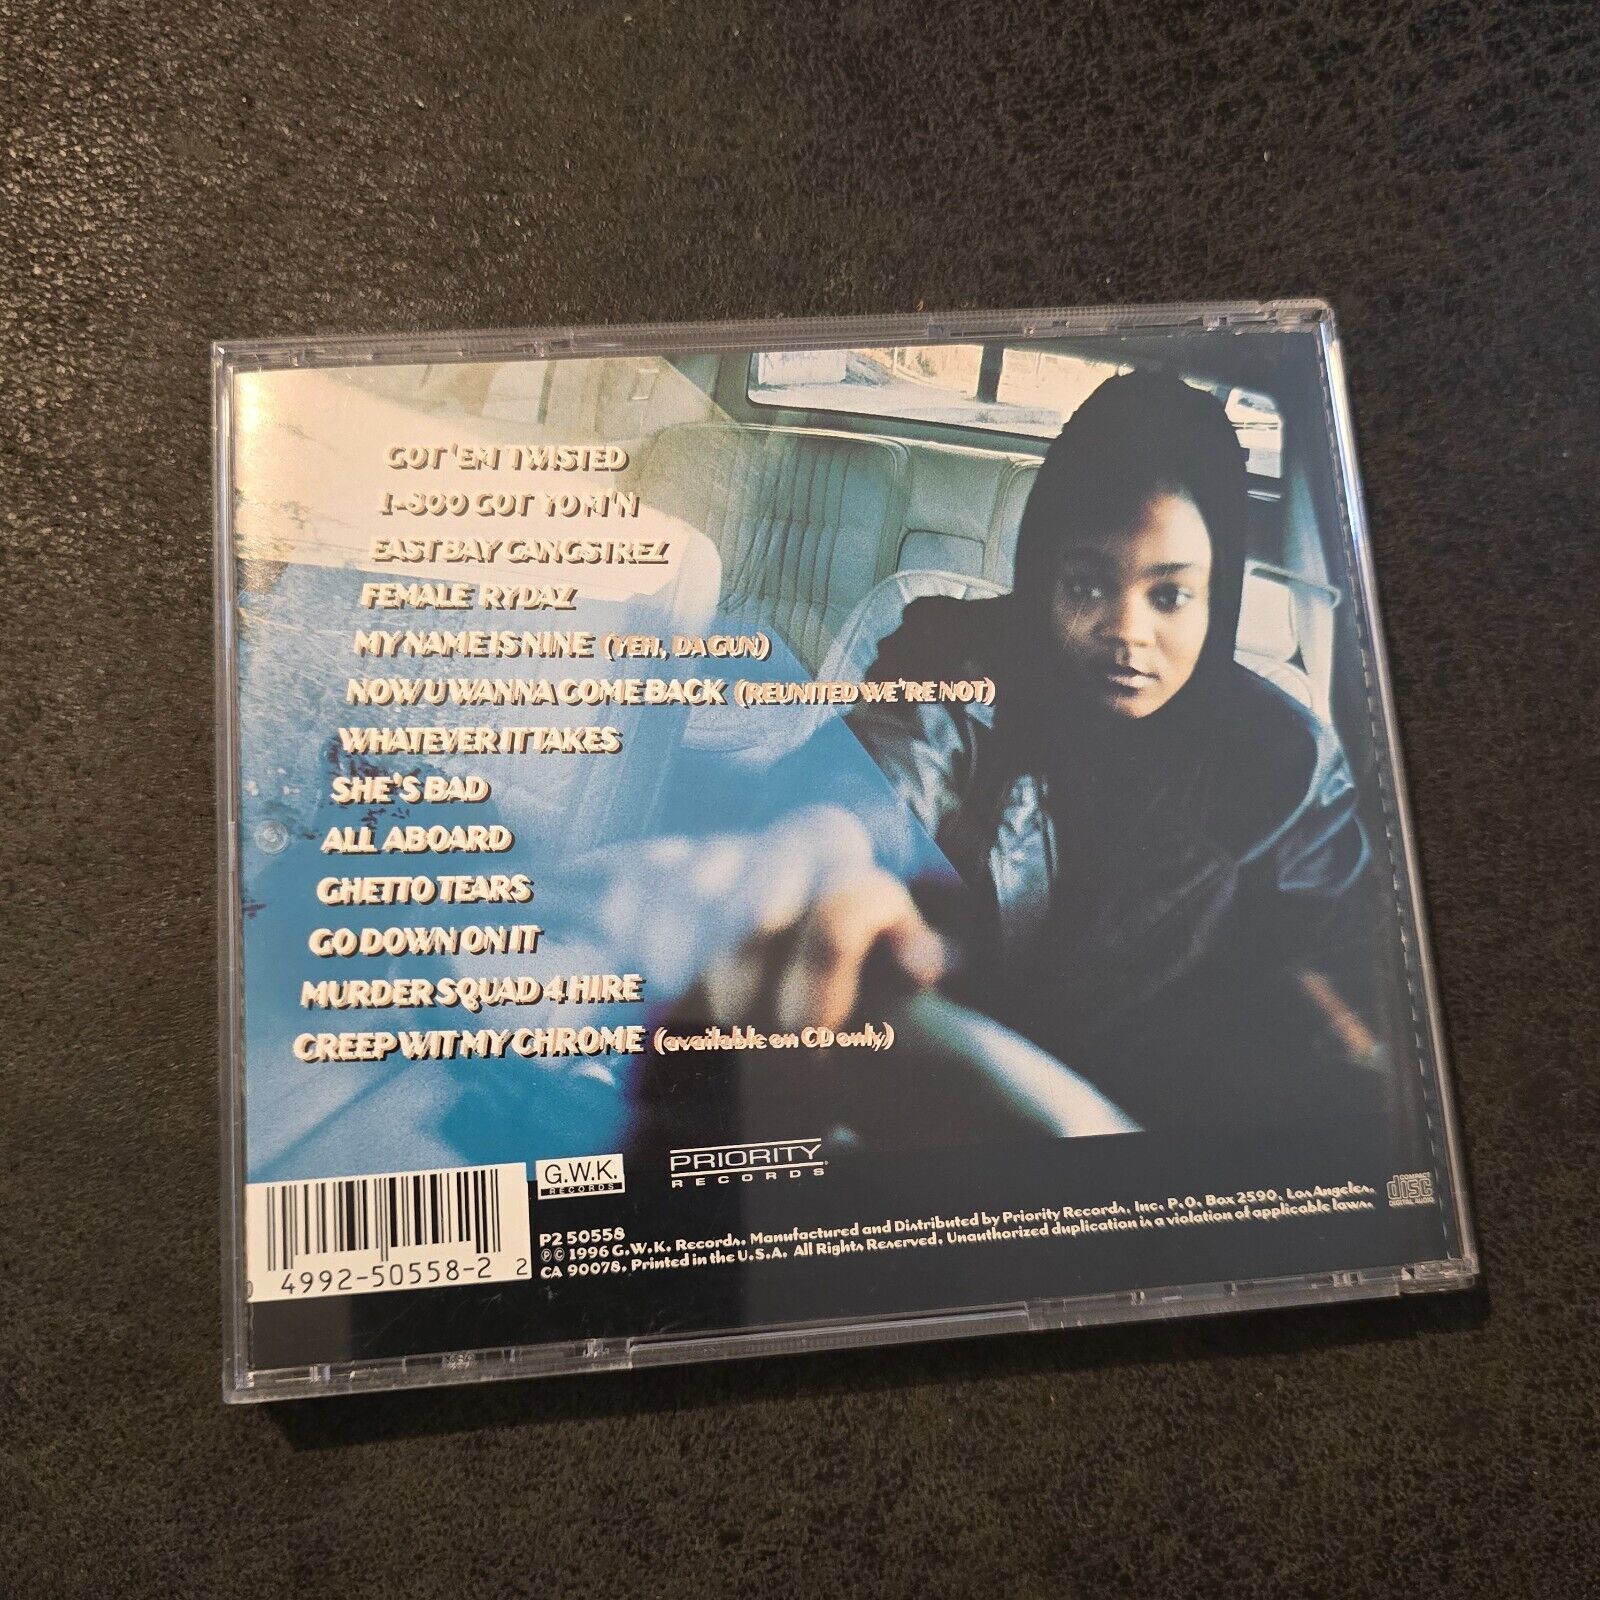 GOT 'EM TWISTED
1-800 GOT YO M'N
EAST BAY GANGSTREZ
FEMALE RYDAZ
MY NAME IS NINE (YEH, DA GUN)
NOW U WANNA COME BACK (REUNITED WE'RE NOT)
WHATEVER IT TAKES
SHE'S BAD
ALL ABOARD
GHETTO TEARS
GO DOWN ON IT
MURDER SQUAD 4 HIRE
CREEP WIT MY CHROME (available on CD only)
G.W.K.
RECORDS
PRIORITY
RECORDS
0 4992-50558-2 2
P2 50558
℗© 1996 G.W.K. Records. Manufactured and Distributed by Priority Records, Inc. P.O. Box 2590, Los Angeles,
CA 90078. Printed in the U.S.A. All Rights Reserved. Unauthorized duplication is a violation of applicable laws.
COMPACT
disc
DIGITAL AUDIO